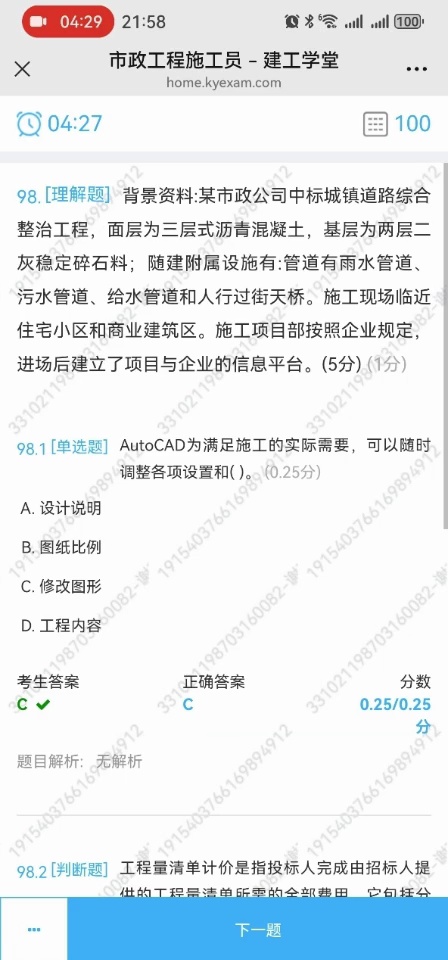 04:29 21:58 6 100
市政工程施工员 - 建工学堂
home.kyexam.com
04:27 100
98. [理解题] 背景资料:某市政公司中标城镇道路综合
整治工程，面层为三层式沥青混凝土，基层为两层二
灰稳定碎石料；随建附属设施有:管道有雨水管道、
污水管道、给水管道和人行过街天桥。施工现场临近
住宅小区和商业建筑区。施工项目部按照企业规定，
进场后建立了项目与企业的信息平台。(5分) (1分)
98.1 [单选题] AutoCAD为满足施工的实际需要，可以随时
调整各项设置和( )。 (0.25分)
A. 设计说明
B. 图纸比例
C. 修改图形
D. 工程内容
考生答案 正确答案 分数
C C 0.25/0.25
分
题目解析: 无解析
98.2 [判断题] 工程量清单计价是指投标人完成由招标人提
供的工程量清单所需的全部费用，它包括分
下一题